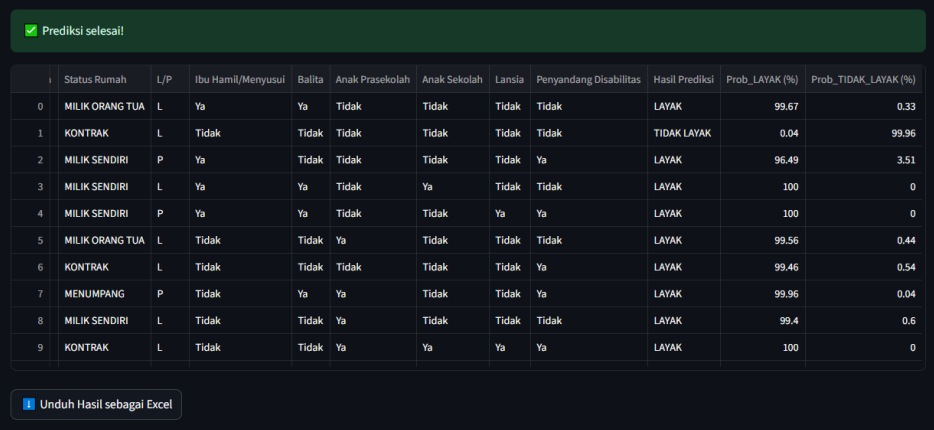 ✅ Prediksi selesai!
Status Rumah L/P Ibu Hamil/Menyusui Balita Anak Prasekolah Anak Sekolah Lansia Penyandang Disabilitas Hasil Prediksi Prob_LAYAK (%) Prob_TIDAK_LAYAK (%)
0 MILIK ORANG TUA L Ya Ya Tidak Tidak Tidak Tidak LAYAK 99.67 0.33
1 KONTRAK L Tidak Tidak Tidak Tidak Tidak Tidak TIDAK LAYAK 0.04 99.96
2 MILIK SENDIRI P Ya Tidak Tidak Tidak Tidak Ya LAYAK 96.49 3.51
3 MILIK SENDIRI L Ya Ya Tidak Ya Tidak Tidak LAYAK 100 0
4 MILIK SENDIRI P Ya Ya Tidak Tidak Ya Ya LAYAK 100 0
5 MILIK ORANG TUA L Tidak Tidak Ya Tidak Tidak Tidak LAYAK 99.56 0.44
6 KONTRAK L Tidak Tidak Tidak Tidak Tidak Ya LAYAK 99.46 0.54
7 MENUMPANG P Tidak Ya Ya Tidak Tidak Ya LAYAK 99.96 0.04
8 MILIK SENDIRI L Tidak Tidak Ya Tidak Tidak Tidak LAYAK 99.4 0.6
9 KONTRAK L Tidak Tidak Ya Ya Ya Ya LAYAK 100 0
Unduh Hasil sebagai Excel